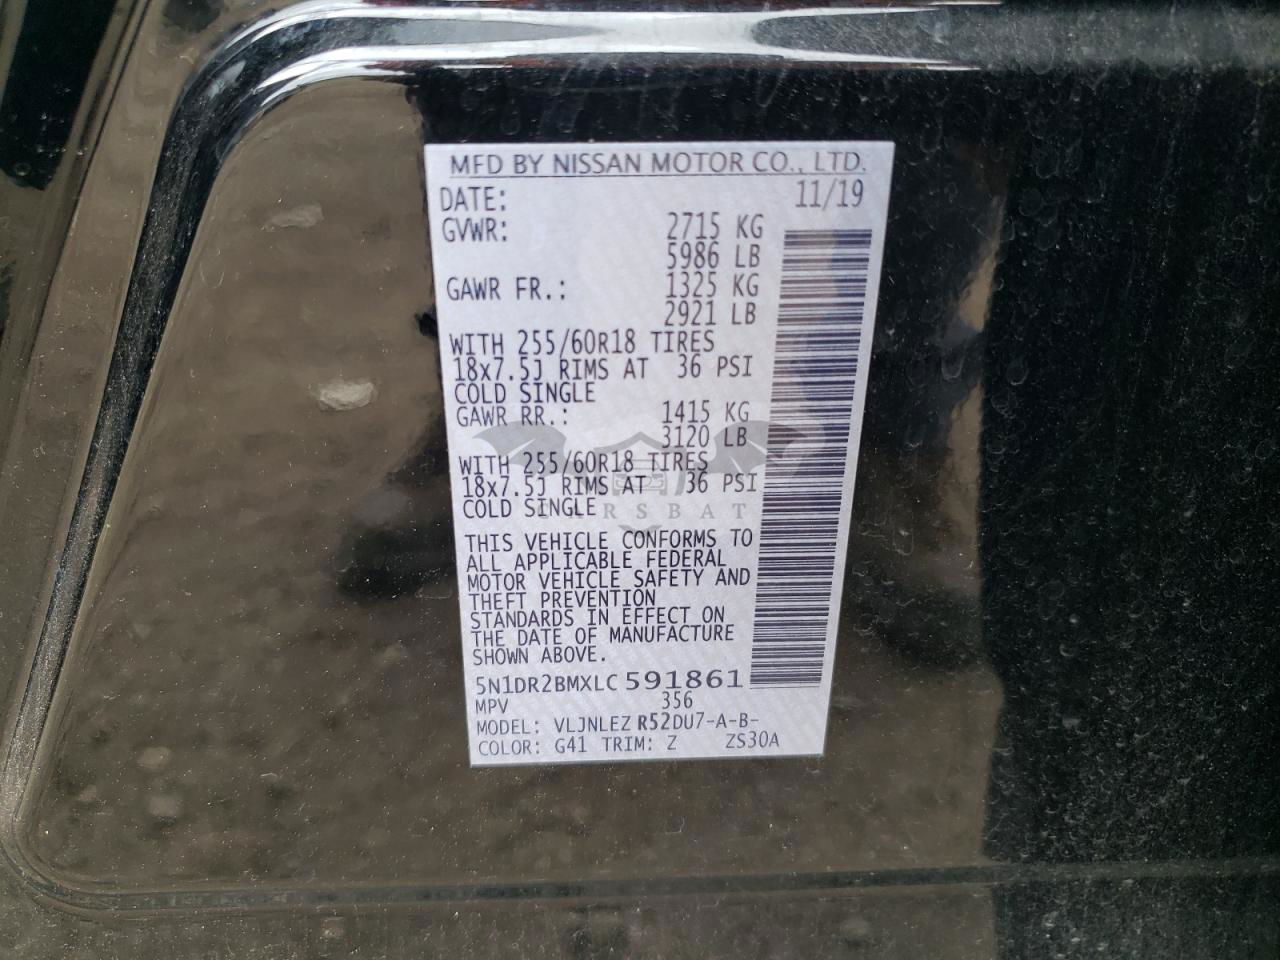 MFD BY NISSAN MOTOR CO., LTD.
DATE: 11/19
GVWR: 2715 KG
5986 LB
GAWR FR.: 1325 KG
2921 LB
WITH 255/60R18 TIRES
18x7.5J RIMS AT 36 PSI
COLD SINGLE
GAWR RR.: 1415 KG
3120 LB
WITH 255/60R18 TIRES
18x7.5J RIMS AT 36 PSI
COLD SINGLE
CARSBAT
THIS VEHICLE CONFORMS TO
ALL APPLICABLE FEDERAL
MOTOR VEHICLE SAFETY AND
THEFT PREVENTION
STANDARDS IN EFFECT ON
THE DATE OF MANUFACTURE
SHOWN ABOVE.
5N1DR2BMXLC 591861
MPV 356
MODEL: VLJNLEZ R52DU7-A-B-
COLOR: G41 TRIM: Z ZS30A